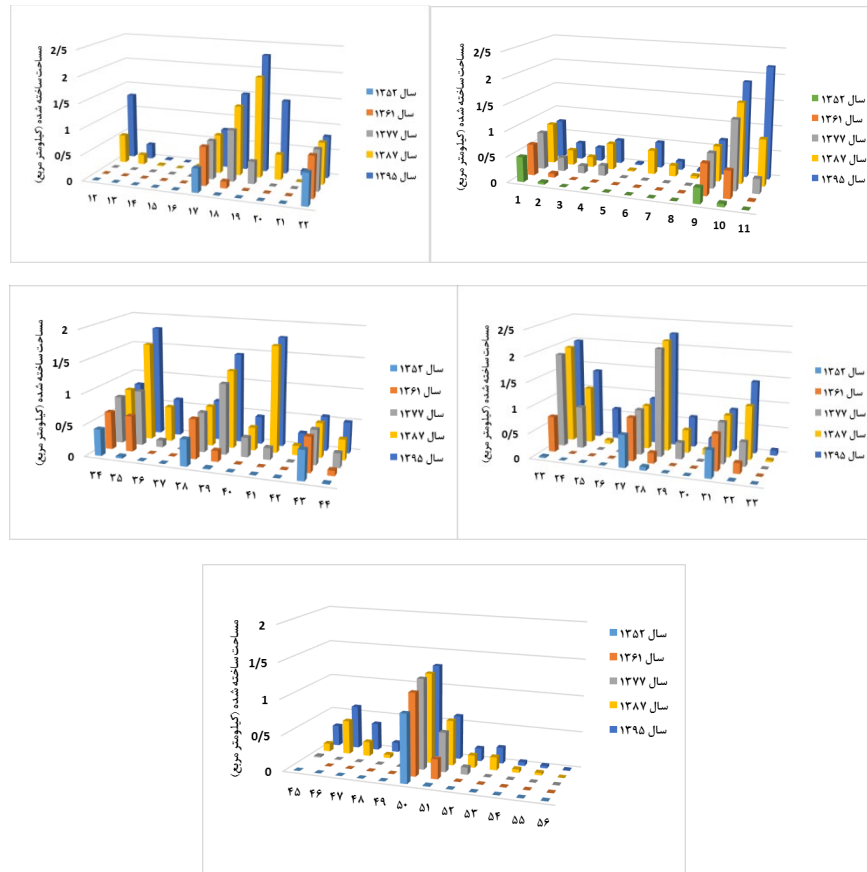 مساحت ساخته شده (کیلومتر مربع)
۲/۵
۲
۱/۵
۱
۰/۵
۰
۱۲ ۱۳ ۱۴ ۱۵ ۱۶ ۱۷ ۱۸ ۱۹ ۲۰ ۲۱ ۲۲
سال ۱۳۵۲
سال ۱۳۶۱
سال ۱۳۷۷
سال ۱۳۸۷
سال ۱۳۹۵
مساحت ساخته شده (کیلومتر مربع)
۲/۵
۲
۱/۵
۱
۰/۵
۰
1 2 3 4 5 6 7 8 9 10 11
سال ۱۳۵۲
سال ۱۳۶۱
سال ۱۳۷۷
سال ۱۳۸۷
سال ۱۳۹۵
مساحت ساخته شده (کیلومتر مربع)
۲
۱/۵
۱
۰/۵
۰
۳۴ ۳۵ ۳۶ ۳۷ ۳۸ ۳۹ ۴۰ ۴۱ ۴۲ ۴۳ ۴۴
سال ۱۳۵۲
سال ۱۳۶۱
سال ۱۳۷۷
سال ۱۳۸۷
سال ۱۳۹۵
مساحت ساخته شده (کیلومتر مربع)
۲/۵
۲
۱/۵
۱
۰/۵
۰
۲۳ ۲۴ ۲۵ ۲۶ ۲۷ ۲۸ ۲۹ ۳۰ ۳۱ ۳۲ ۳۳
سال ۱۳۵۲
سال ۱۳۶۱
سال ۱۳۷۷
سال ۱۳۸۷
سال ۱۳۹۵
مساحت ساخته شده (کیلومتر مربع)
۲
۱/۵
۱
۰/۵
۰
۴۵ ۴۶ ۴۷ ۴۸ ۴۹ ۵۰ ۵۱ ۵۲ ۵۳ ۵۴ ۵۵ ۵۶
سال ۱۳۵۲
سال ۱۳۶۱
سال ۱۳۷۷
سال ۱۳۸۷
سال ۱۳۹۵